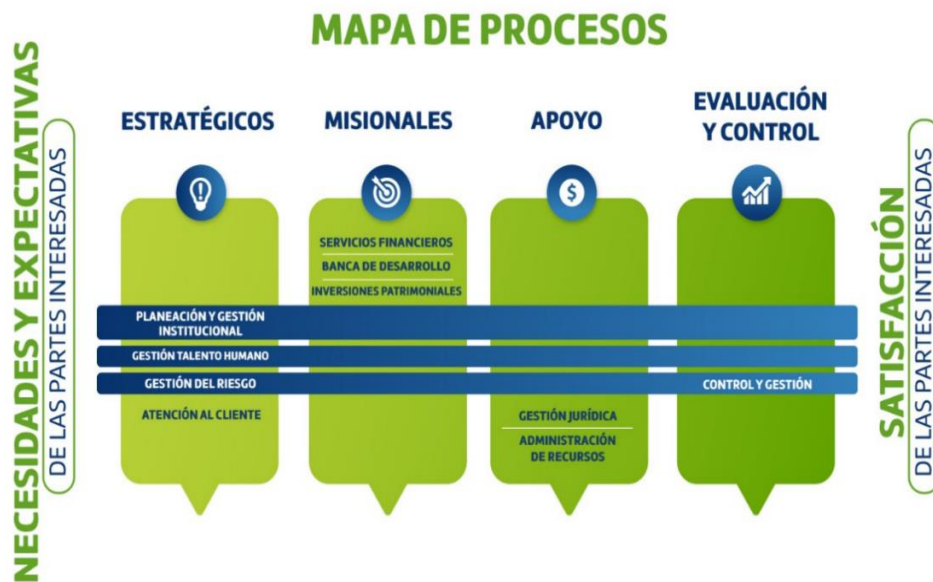 MAPA DE PROCESOS
NECESIDADES Y EXPECTATIVAS
DE LAS PARTES INTERESADAS
ESTRATÉGICOS
MISIONALES
APOYO
EVALUACIÓN
Y CONTROL
SERVICIOS FINANCIEROS
BANCA DE DESARROLLO
INVERSIONES PATRIMONIALES
PLANEACIÓN Y GESTIÓN
INSTITUCIONAL
GESTIÓN TALENTO HUMANO
GESTIÓN DEL RIESGO
CONTROL Y GESTIÓN
ATENCIÓN AL CLIENTE
GESTIÓN JURÍDICA
ADMINISTRACIÓN
DE RECURSOS
SATISFACCIÓN
DE LAS PARTES INTERESADAS